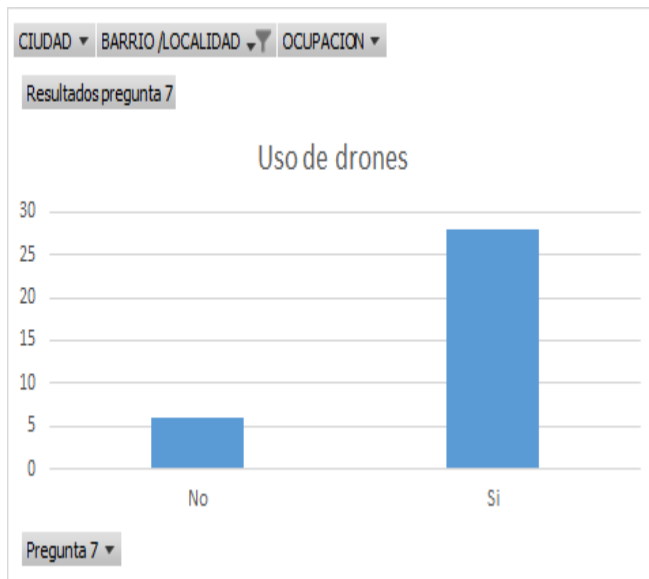 CIUDAD BARRIO /LOCALIDAD OCUPACION
Resultados pregunta 7
Uso de drones
30
25
20
15
10
5
0
No Si
Pregunta 7